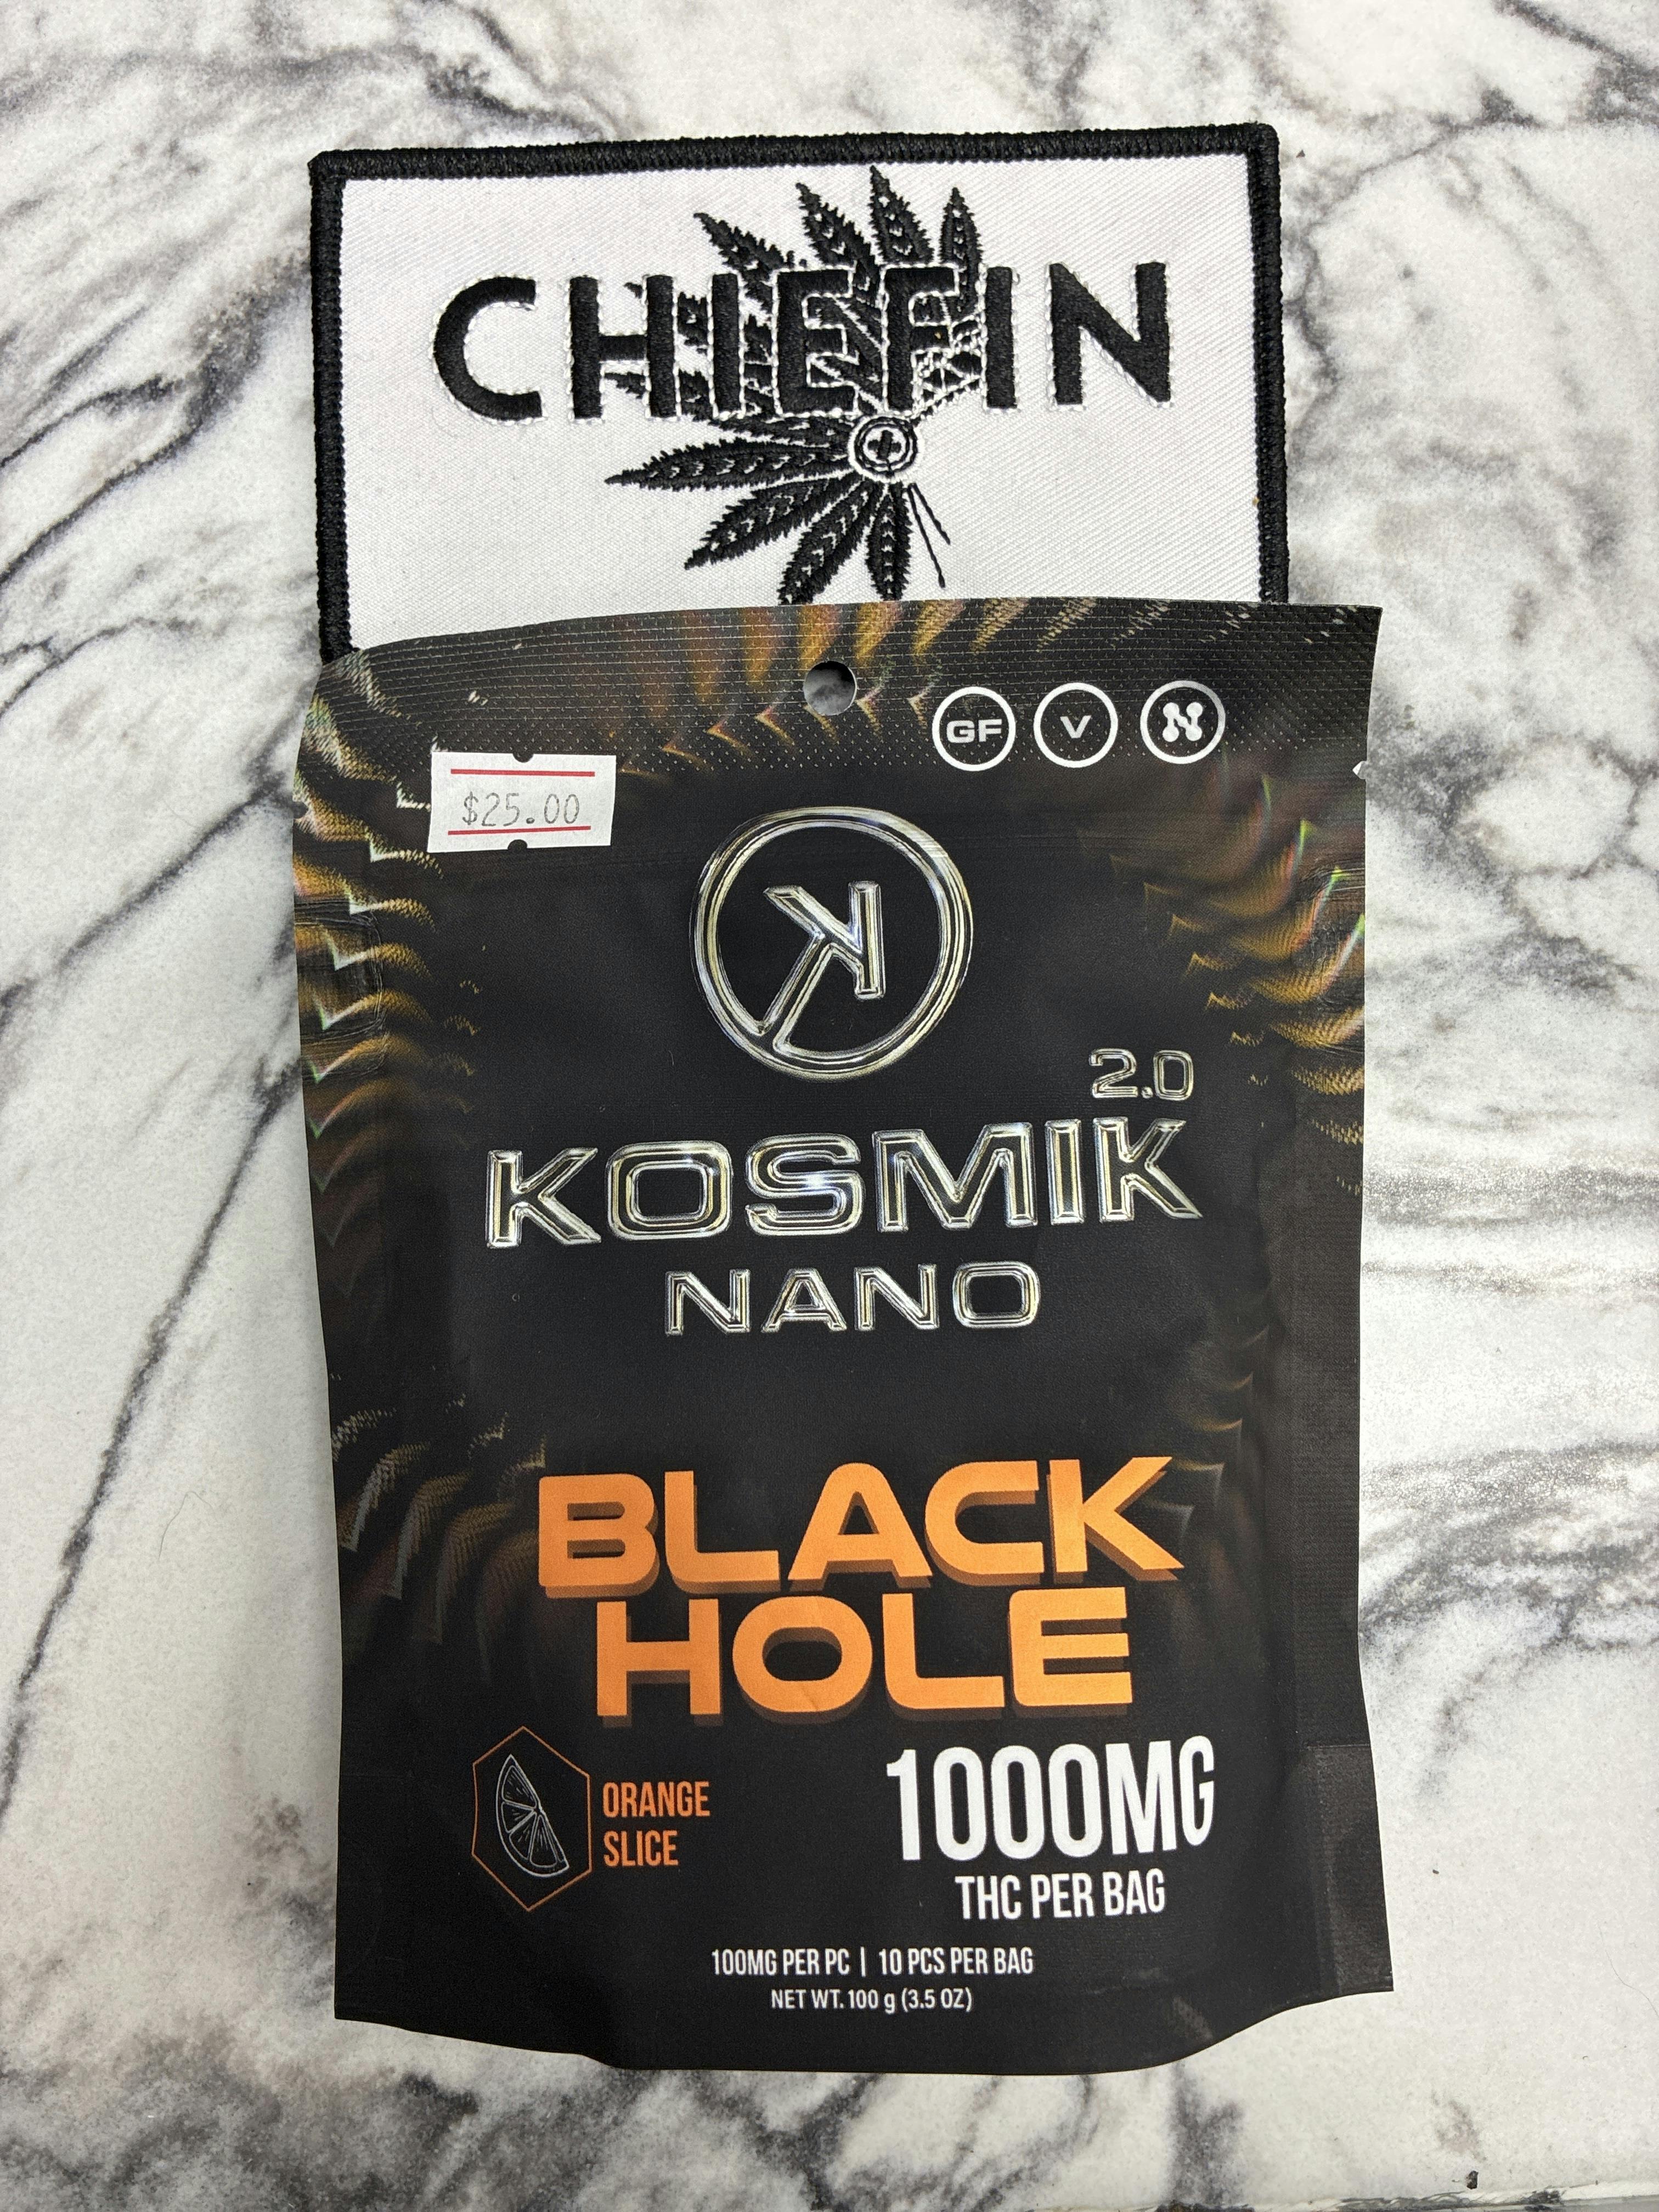 CHIEFIN
GF V N
$25.00
K
2.0
KOSMIK
NANO
BLACK
HOLE
ORANGE
SLICE
1000MG
THC PER BAG
100MG PER PC | 10 PCS PER BAG
NET WT. 100 g (3.5 OZ)